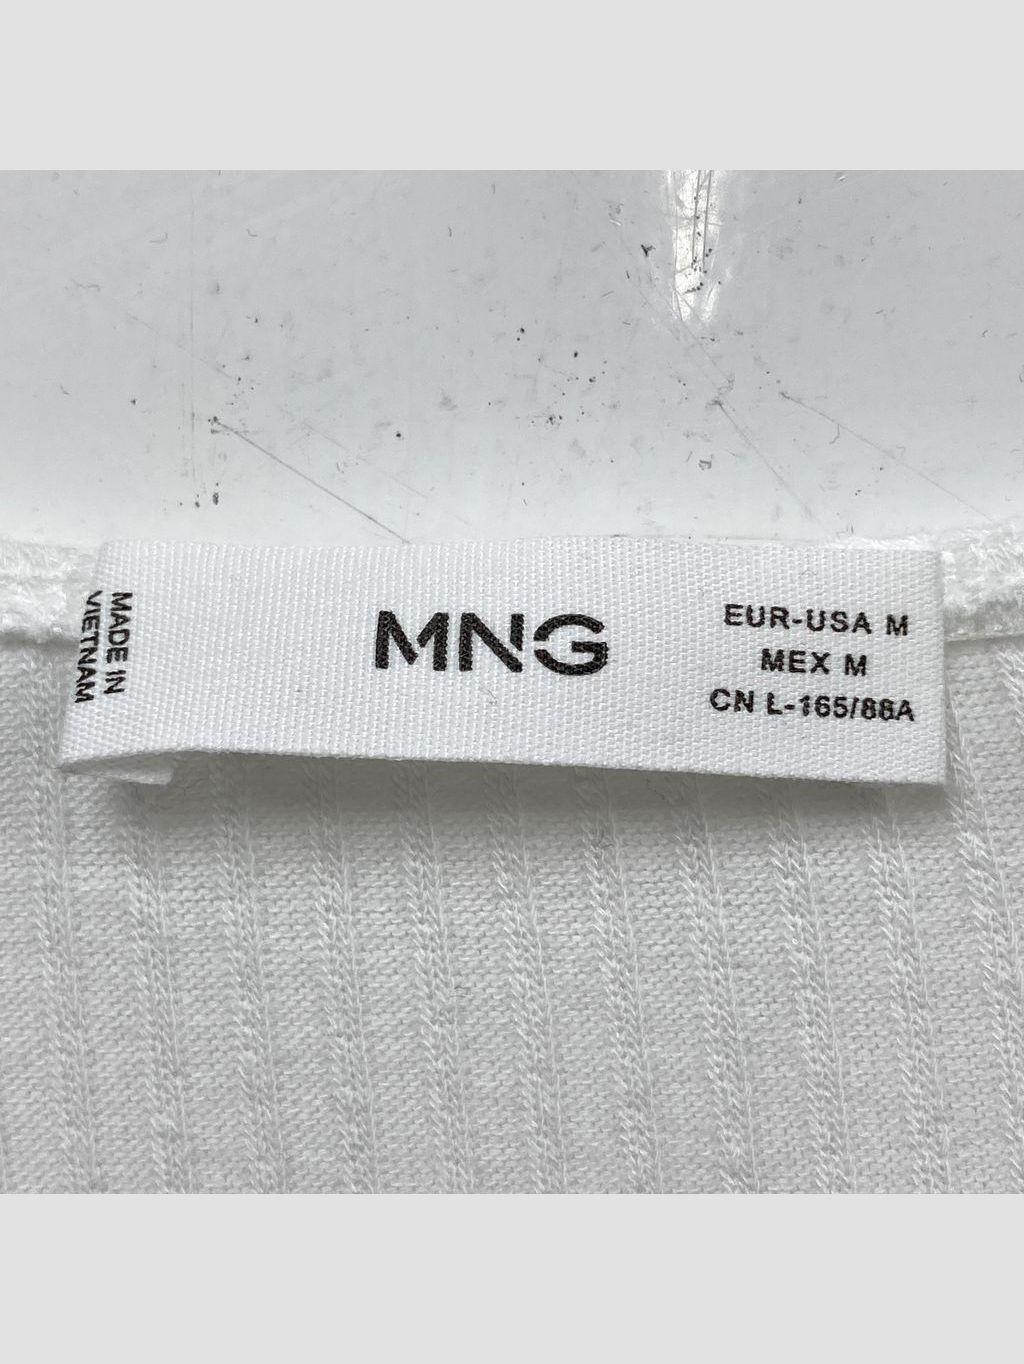 MADE IN
VIETNAM
MNG
EUR-USA M
MEX M
CN L-165/88A